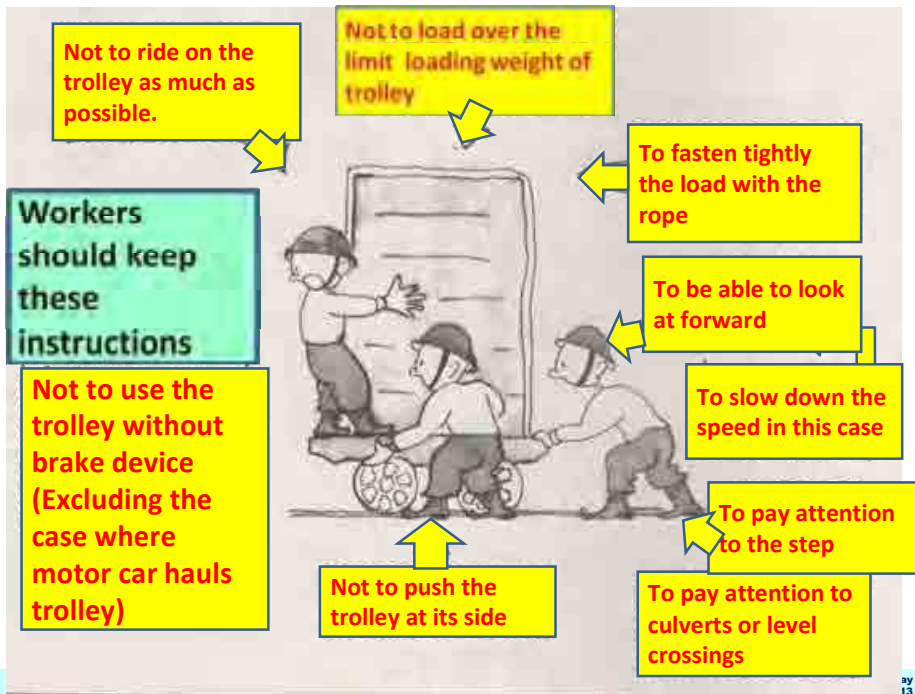 Not to ride on the
trolley as much as
possible.
Not to load over the
limit loading weight of
trolley
To fasten tightly
the load with the
rope
Workers
should keep
these
instructions
To be able to look
at forward
To slow down the
speed in this case
Not to use the
trolley without
brake device
(Excluding the
case where
motor car hauls
trolley)
To pay attention
to the step
Not to push the
trolley at its side
To pay attention to
culverts or level
crossings
ay
13